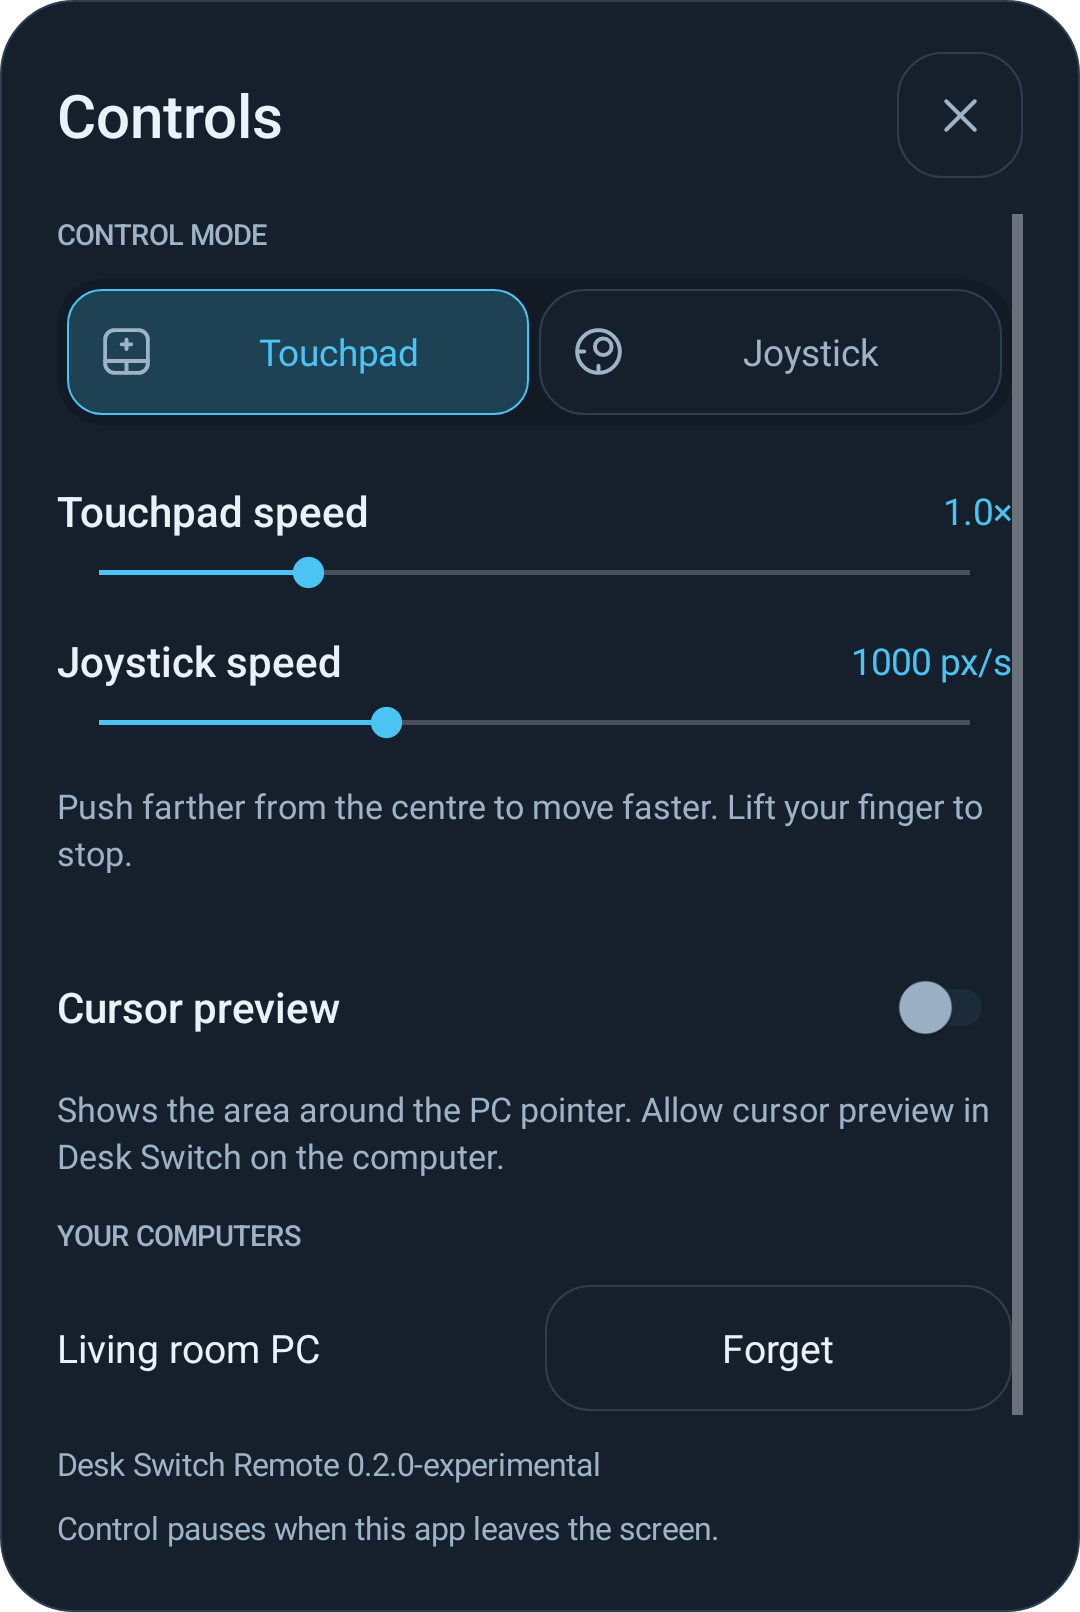 Controls
CONTROL MODE
Touchpad
Joystick
Touchpad speed
1.0×
Joystick speed
1000 px/s
Push farther from the centre to move faster. Lift your finger to
stop.
Cursor preview
Shows the area around the PC pointer. Allow cursor preview in
Desk Switch on the computer.
YOUR COMPUTERS
Living room PC
Forget
Desk Switch Remote 0.2.0-experimental
Control pauses when this app leaves the screen.